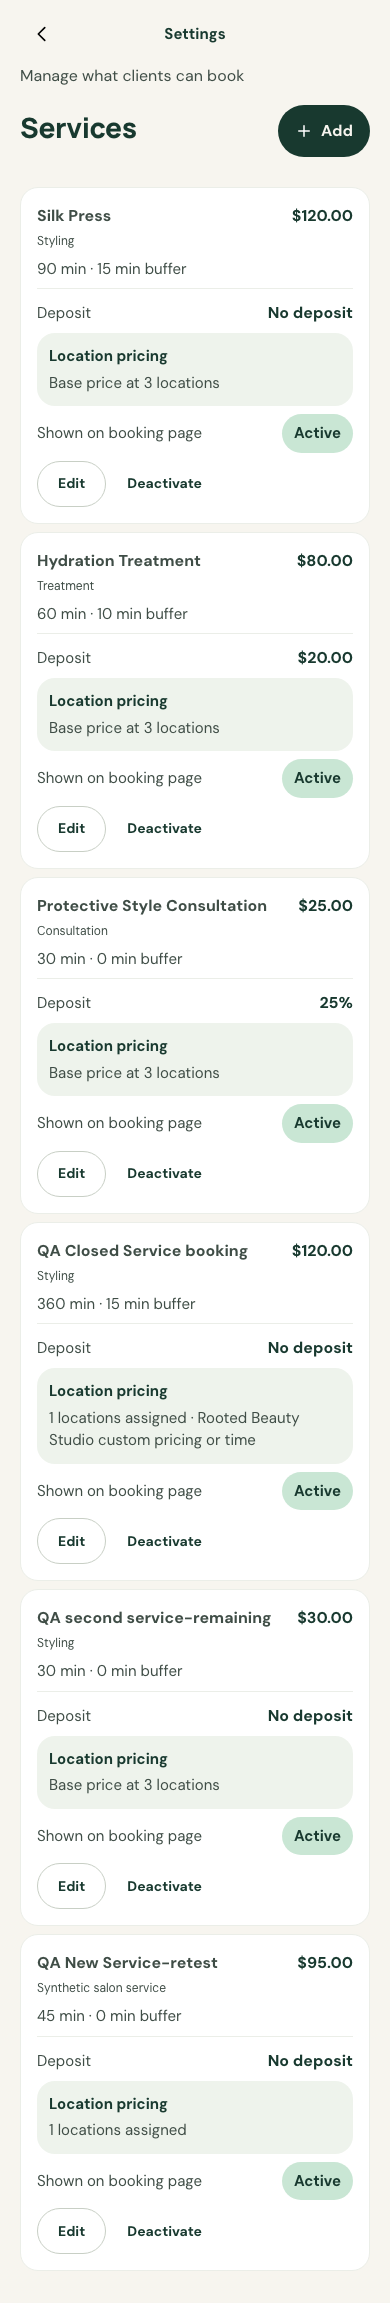 Settings
Manage what clients can book
Services
+ Add
Silk Press
$120.00
Styling
90 min · 15 min buffer
Deposit
No deposit
Location pricing
Base price at 3 locations
Shown on booking page
Active
Edit
Deactivate
Hydration Treatment
$80.00
Treatment
60 min · 10 min buffer
Deposit
$20.00
Location pricing
Base price at 3 locations
Shown on booking page
Active
Edit
Deactivate
Protective Style Consultation
$25.00
Consultation
30 min · 0 min buffer
Deposit
25%
Location pricing
Base price at 3 locations
Shown on booking page
Active
Edit
Deactivate
QA Closed Service booking
$120.00
Styling
360 min · 15 min buffer
Deposit
No deposit
Location pricing
1 locations assigned · Rooted Beauty
Studio custom pricing or time
Shown on booking page
Active
Edit
Deactivate
QA second service-remaining
$30.00
Styling
30 min · 0 min buffer
Deposit
No deposit
Location pricing
Base price at 3 locations
Shown on booking page
Active
Edit
Deactivate
QA New Service-retest
$95.00
Synthetic salon service
45 min · 0 min buffer
Deposit
No deposit
Location pricing
1 locations assigned
Shown on booking page
Active
Edit
Deactivate